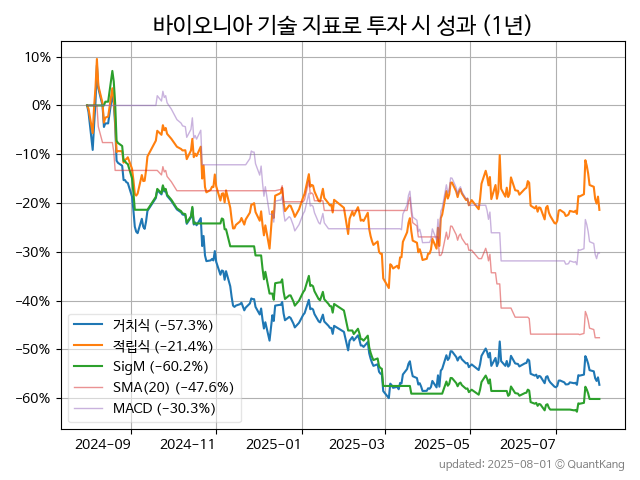 바이오니아 기술 지표로 투자 시 성과 (1년)
10%
0%
−10%
−20%
−30%
−40%
−50%
−60%
거치식 (−57.3%)
적립식 (−21.4%)
SigM (−60.2%)
SMA(20) (−47.6%)
MACD (−30.3%)
2024-09 2024-11 2025-01 2025-03 2025-05 2025-07
updated: 2025-08-01 © QuantKang